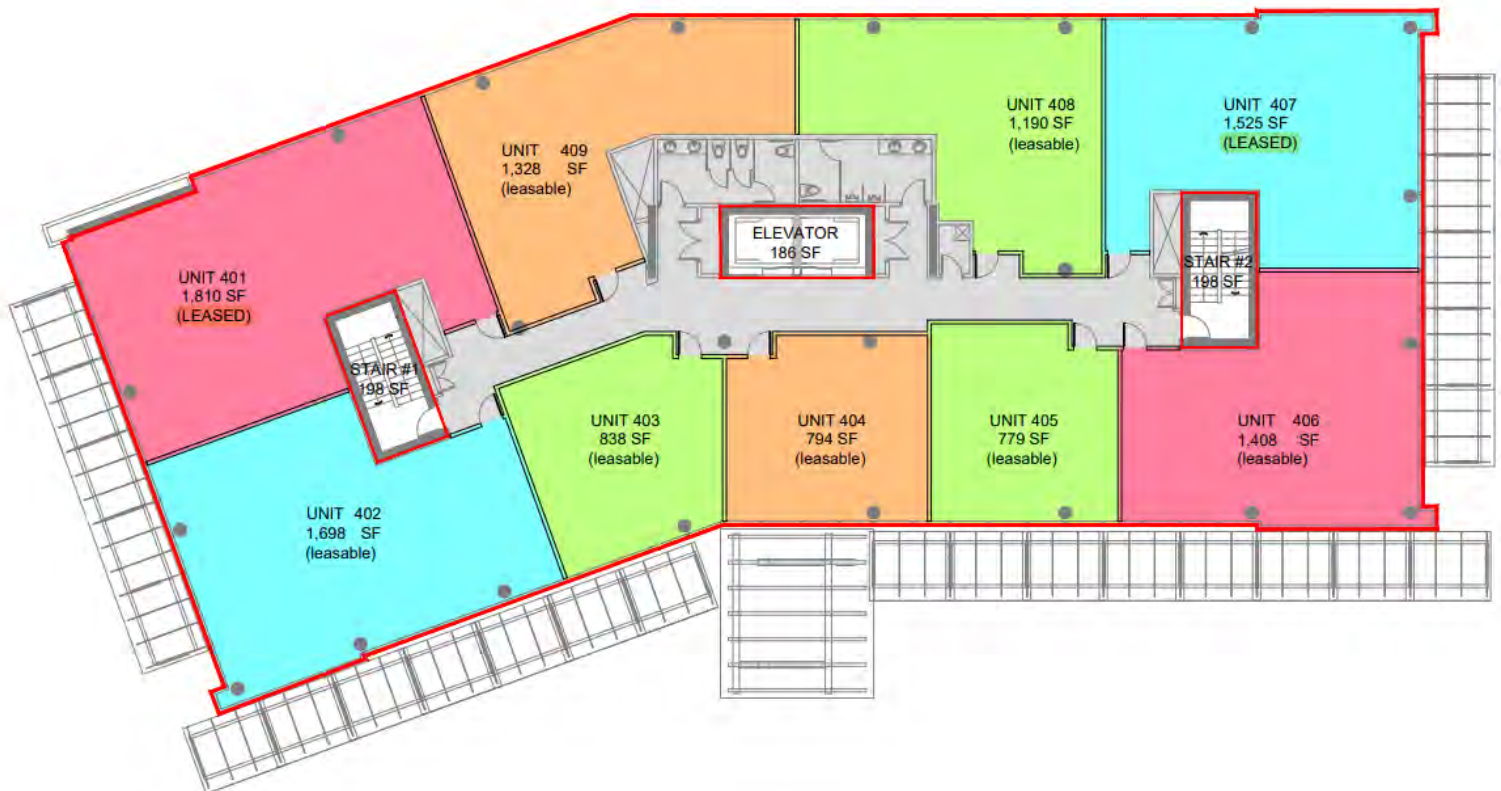 UNIT 408
1,190 SF
(leasable)
UNIT 407
1,525 SF
(LEASED)
UNIT 409
1,328 SF
(leasable)
ELEVATOR
186 SF
UNIT 401
1,810 SF
(LEASED)
STAIR #2
198 SF
STAIR #1
198 SF
UNIT 403
838 SF
(leasable)
UNIT 404
794 SF
(leasable)
UNIT 405
779 SF
(leasable)
UNIT 406
1,408 SF
(leasable)
UNIT 402
1,698 SF
(leasable)